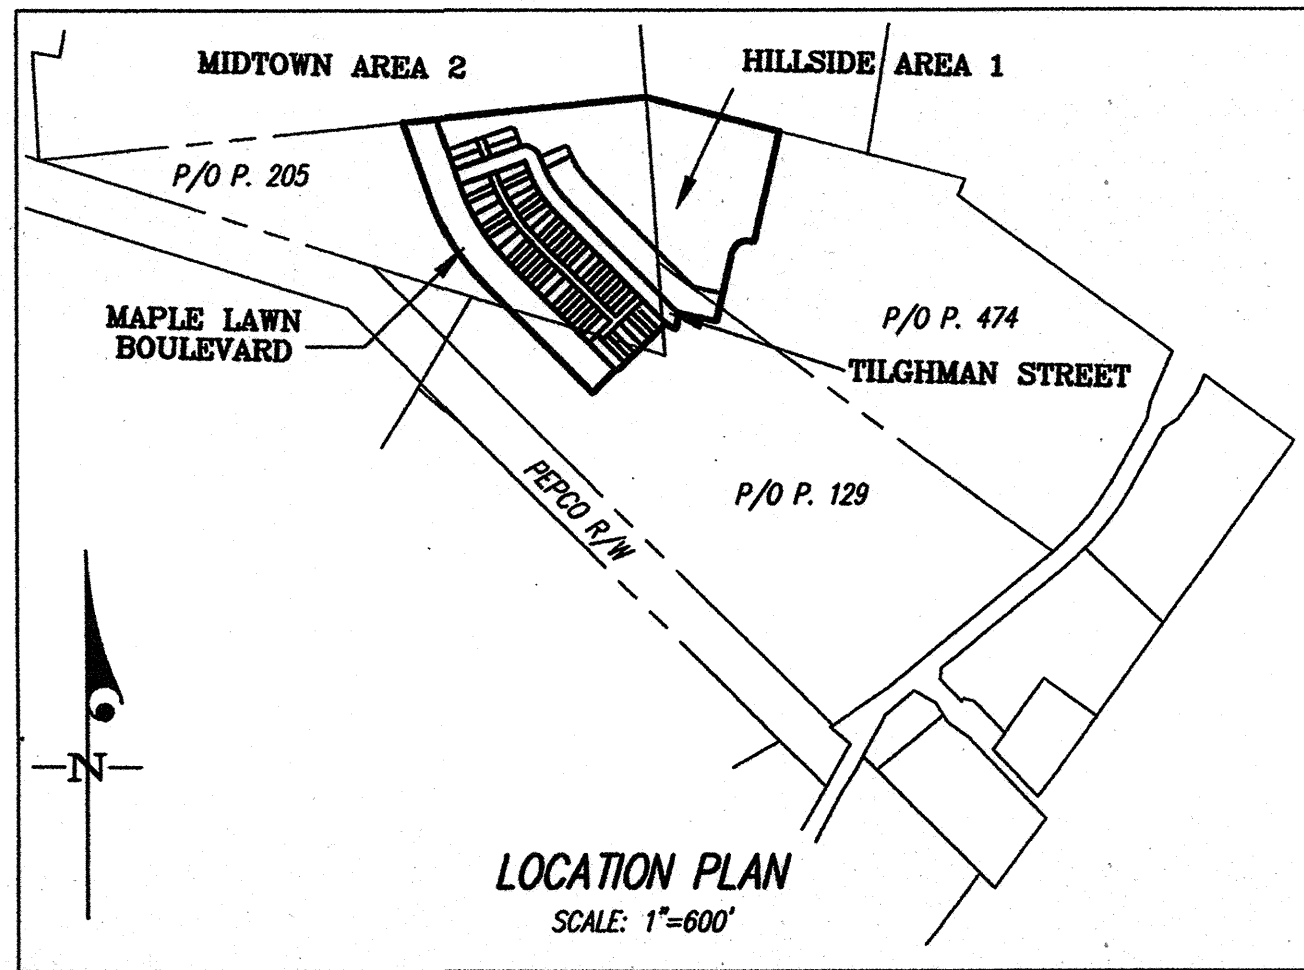 MIDTOWN AREA 2
HILLSIDE AREA 1
P/O P. 205
MAPLE LAWN
BOULEVARD
P/O P. 474
TILGHMAN STREET
P/O P. 129
PEPCO R/W
N
LOCATION PLAN
SCALE: 1"=600'